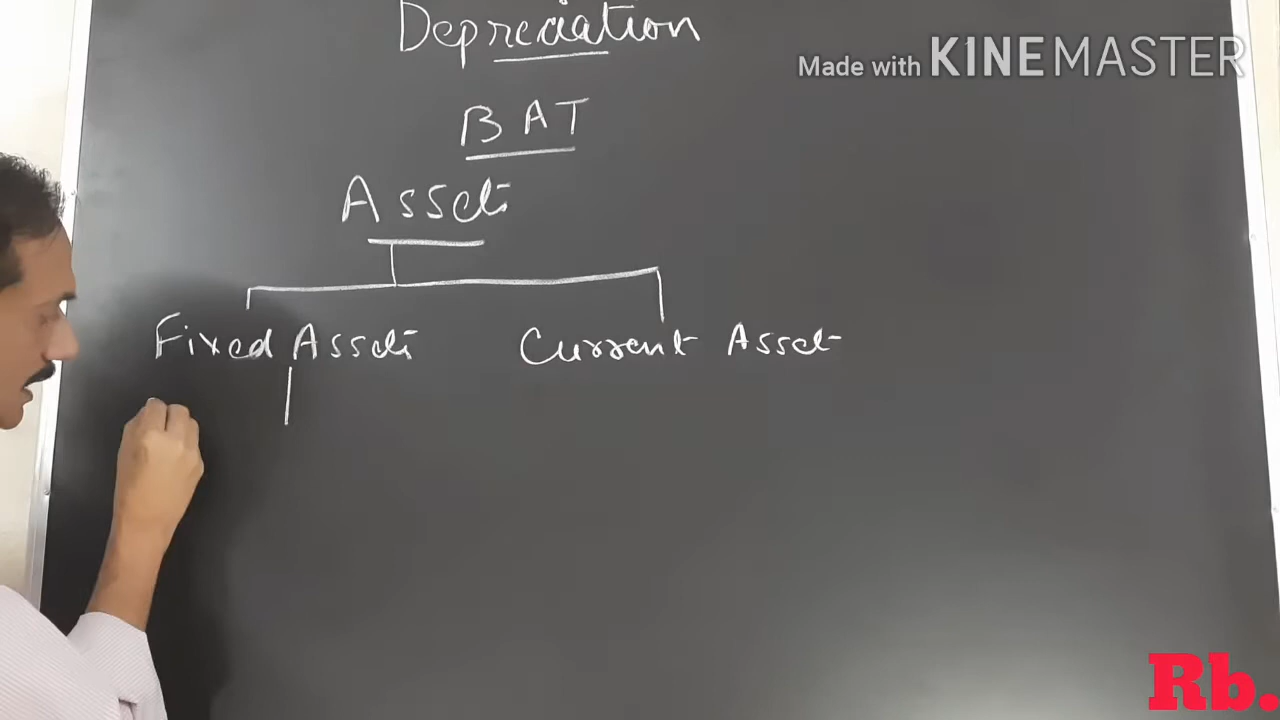 Depreciation
Made with KINEMASTER
BAT
Assets
Fixed Assets Current Asset
Rb.